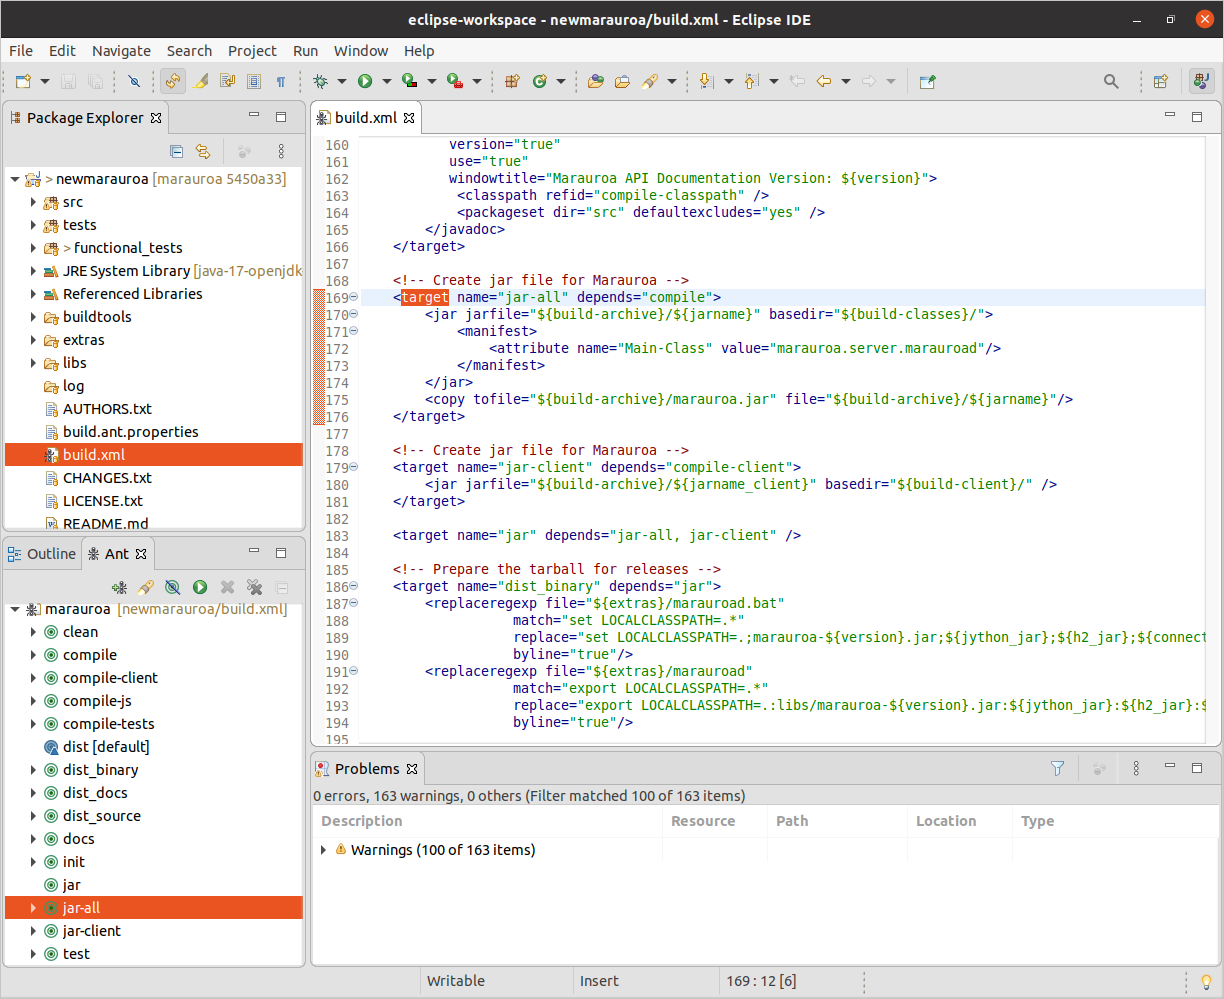 eclipse-workspace - newmarauroa/build.xml - Eclipse IDE
File Edit Navigate Search Project Run Window Help
Package Explorer
> newmarauroa [marauroa 5450a33]
src
tests
> functional_tests
JRE System Library [java-17-openjdk
Referenced Libraries
buildtools
extras
libs
log
AUTHORS.txt
build.ant.properties
build.xml
CHANGES.txt
LICENSE.txt
README.md
Outline Ant
marauroa [newmarauroa/build.xml]
clean
compile
compile-client
compile-js
compile-tests
dist [default]
dist_binary
dist_docs
dist_source
docs
init
jar
jar-all
jar-client
test
build.xml
160 version="true"
161 use="true"
162 windowtitle="Marauroa API Documentation Version: ${version}">
163 <classpath refid="compile-classpath" />
164 <packageset dir="src" defaultexcludes="yes" />
165 </javadoc>
166 </target>
167
168 <!-- Create jar file for Marauroa -->
169 <target name="jar-all" depends="compile">
170 <jar jarfile="${build-archive}/${jarname}" basedir="${build-classes}/">
171 <manifest>
172 <attribute name="Main-Class" value="marauroa.server.marauroad"/>
173 </manifest>
174 </jar>
175 <copy tofile="${build-archive}/marauroa.jar" file="${build-archive}/${jarname}"/>
176 </target>
177
178 <!-- Create jar file for Marauroa -->
179 <target name="jar-client" depends="compile-client">
180 <jar jarfile="${build-archive}/${jarname_client}" basedir="${build-client}/" />
181 </target>
182
183 <target name="jar" depends="jar-all, jar-client" />
184
185 <!-- Prepare the tarball for releases -->
186 <target name="dist_binary" depends="jar">
187 <replaceregexp file="${extras}/marauroad.bat"
188 match="set LOCALCLASSPATH=.*"
189 replace="set LOCALCLASSPATH=.;marauroa-${version}.jar;${jython_jar};${h2_jar};${connect
190 byline="true"/>
191 <replaceregexp file="${extras}/marauroad"
192 match="export LOCALCLASSPATH=.*"
193 replace="export LOCALCLASSPATH=.:libs/marauroa-${version}.jar:${jython_jar}:${h2_jar}:$
194 byline="true"/>
195
Problems
0 errors, 163 warnings, 0 others (Filter matched 100 of 163 items)
Description Resource Path Location Type
Warnings (100 of 163 items)
Writable Insert 169 : 12 [6]